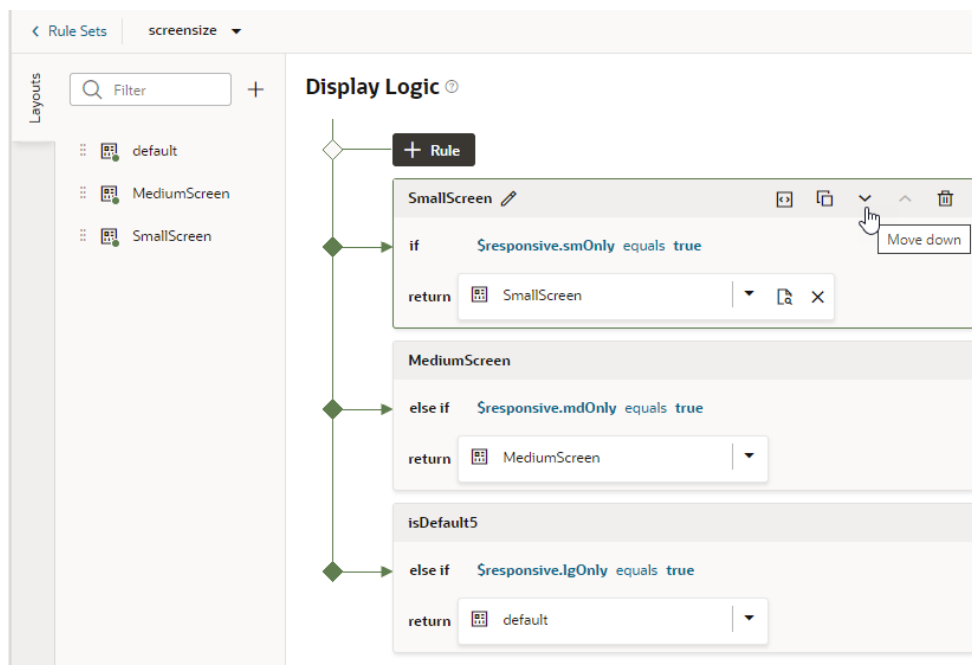 Rule Sets screensize
Layouts
Filter
default
MediumScreen
SmallScreen
Display Logic
Rule
SmallScreen
Move down
if $responsive.smOnly equals true
return SmallScreen
MediumScreen
else if $responsive.mdOnly equals true
return MediumScreen
isDefault5
else if $responsive.lgOnly equals true
return default